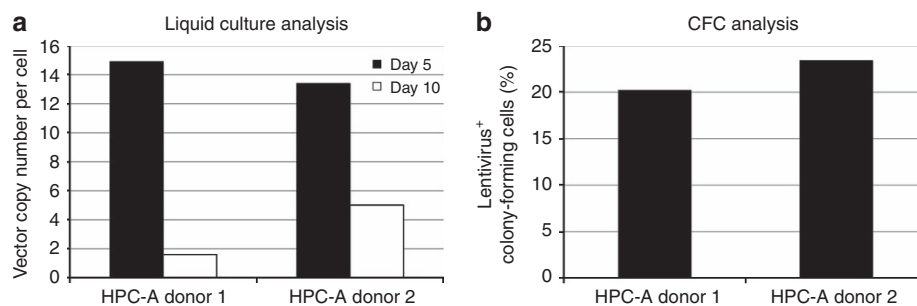 a
Liquid culture analysis
Vector copy number per cell
16
14
12
10
8
6
4
2
0
Day 5
Day 10
HPC-A donor 1
HPC-A donor 2
b
CFC analysis
Lentivirus⁺
colony-forming cells (%)
25
20
15
10
5
0
HPC-A donor 1
HPC-A donor 2